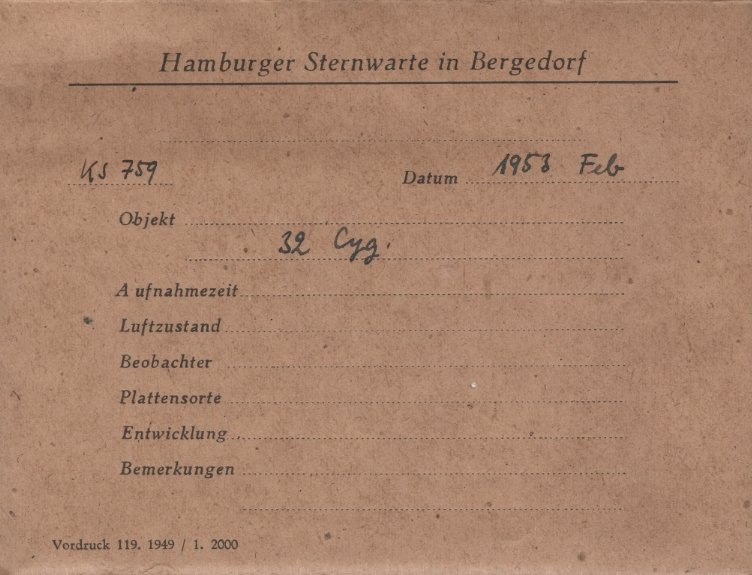 Hamburger Sternwarte in Bergedorf
KS 759 Datum 1953 Feb
Objekt
32 Cyg.
Aufnahmezeit
Luftzustand
Beobachter
Plattensorte
Entwicklung
Bemerkungen
Vordruck 119. 1949 / 1. 2000